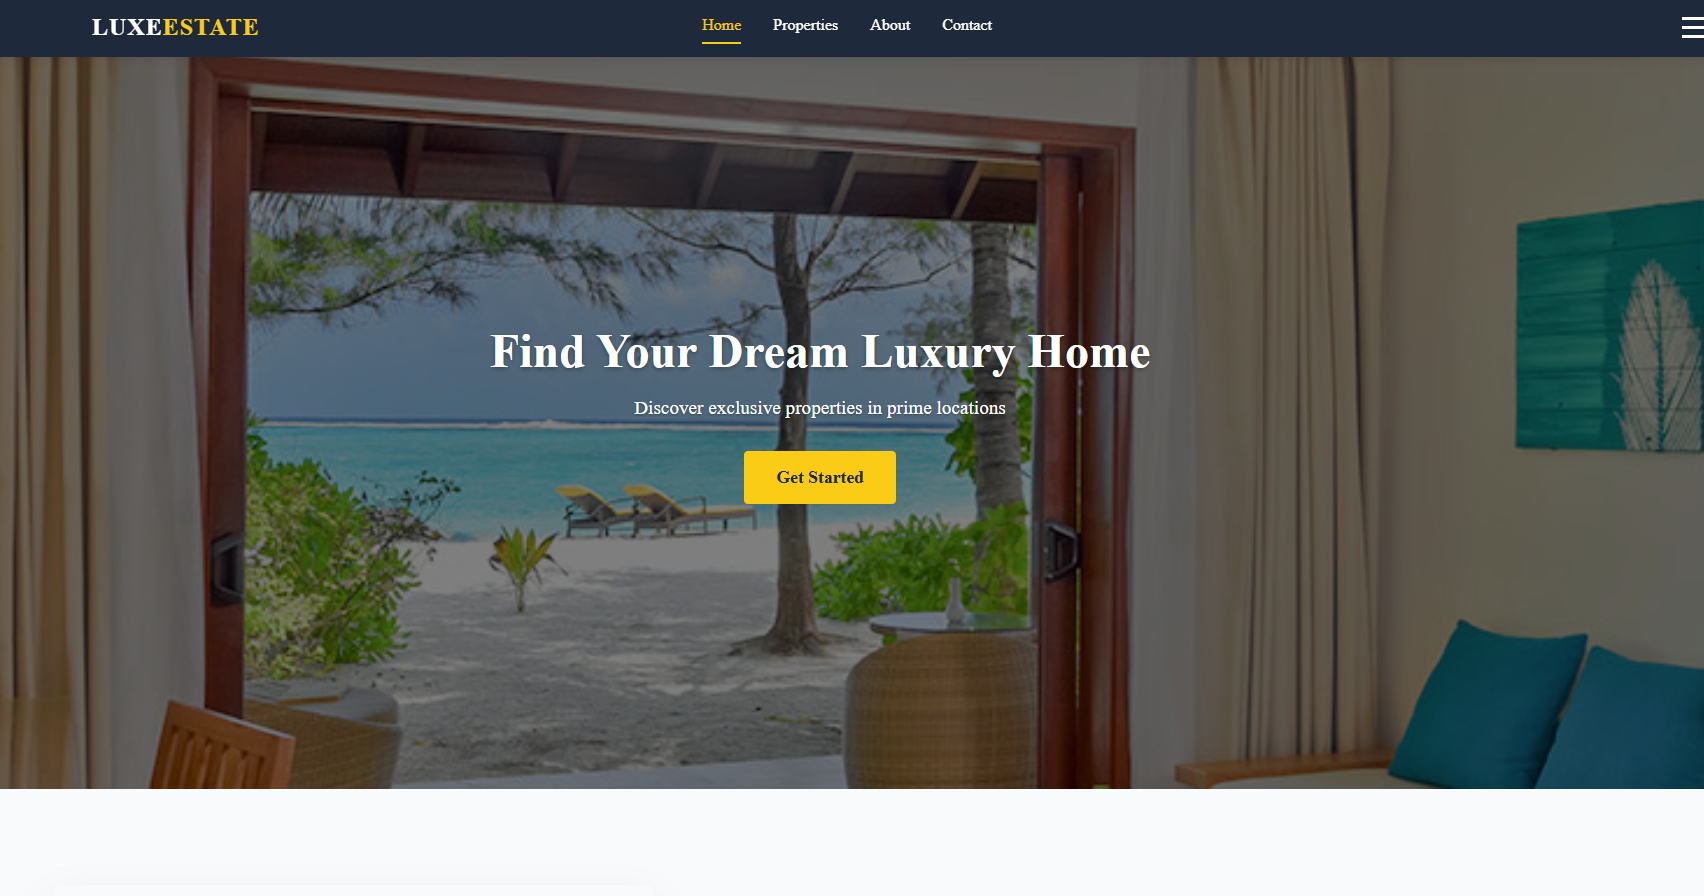 LUXEESTATE
Home Properties About Contact
Find Your Dream Luxury Home
Discover exclusive properties in prime locations
Get Started